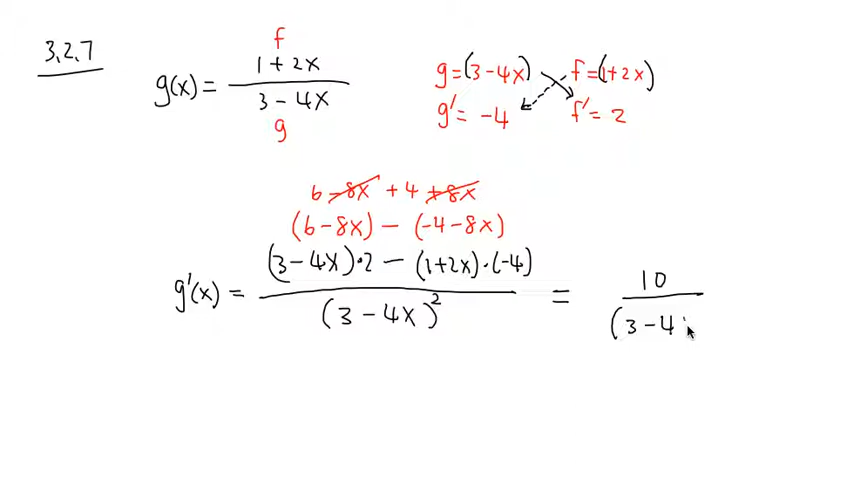 3.2.7
f
g(x) = 1 + 2x / 3 - 4x
g
g = (3 - 4x) f = (1 + 2x)
g' = -4 f' = 2
6 - 8x + 4 + 8x
(6 - 8x) - (-4 - 8x)
g'(x) = (3 - 4x) · 2 - (1 + 2x) · (-4) / (3 - 4x)² = 10 / (3 - 4